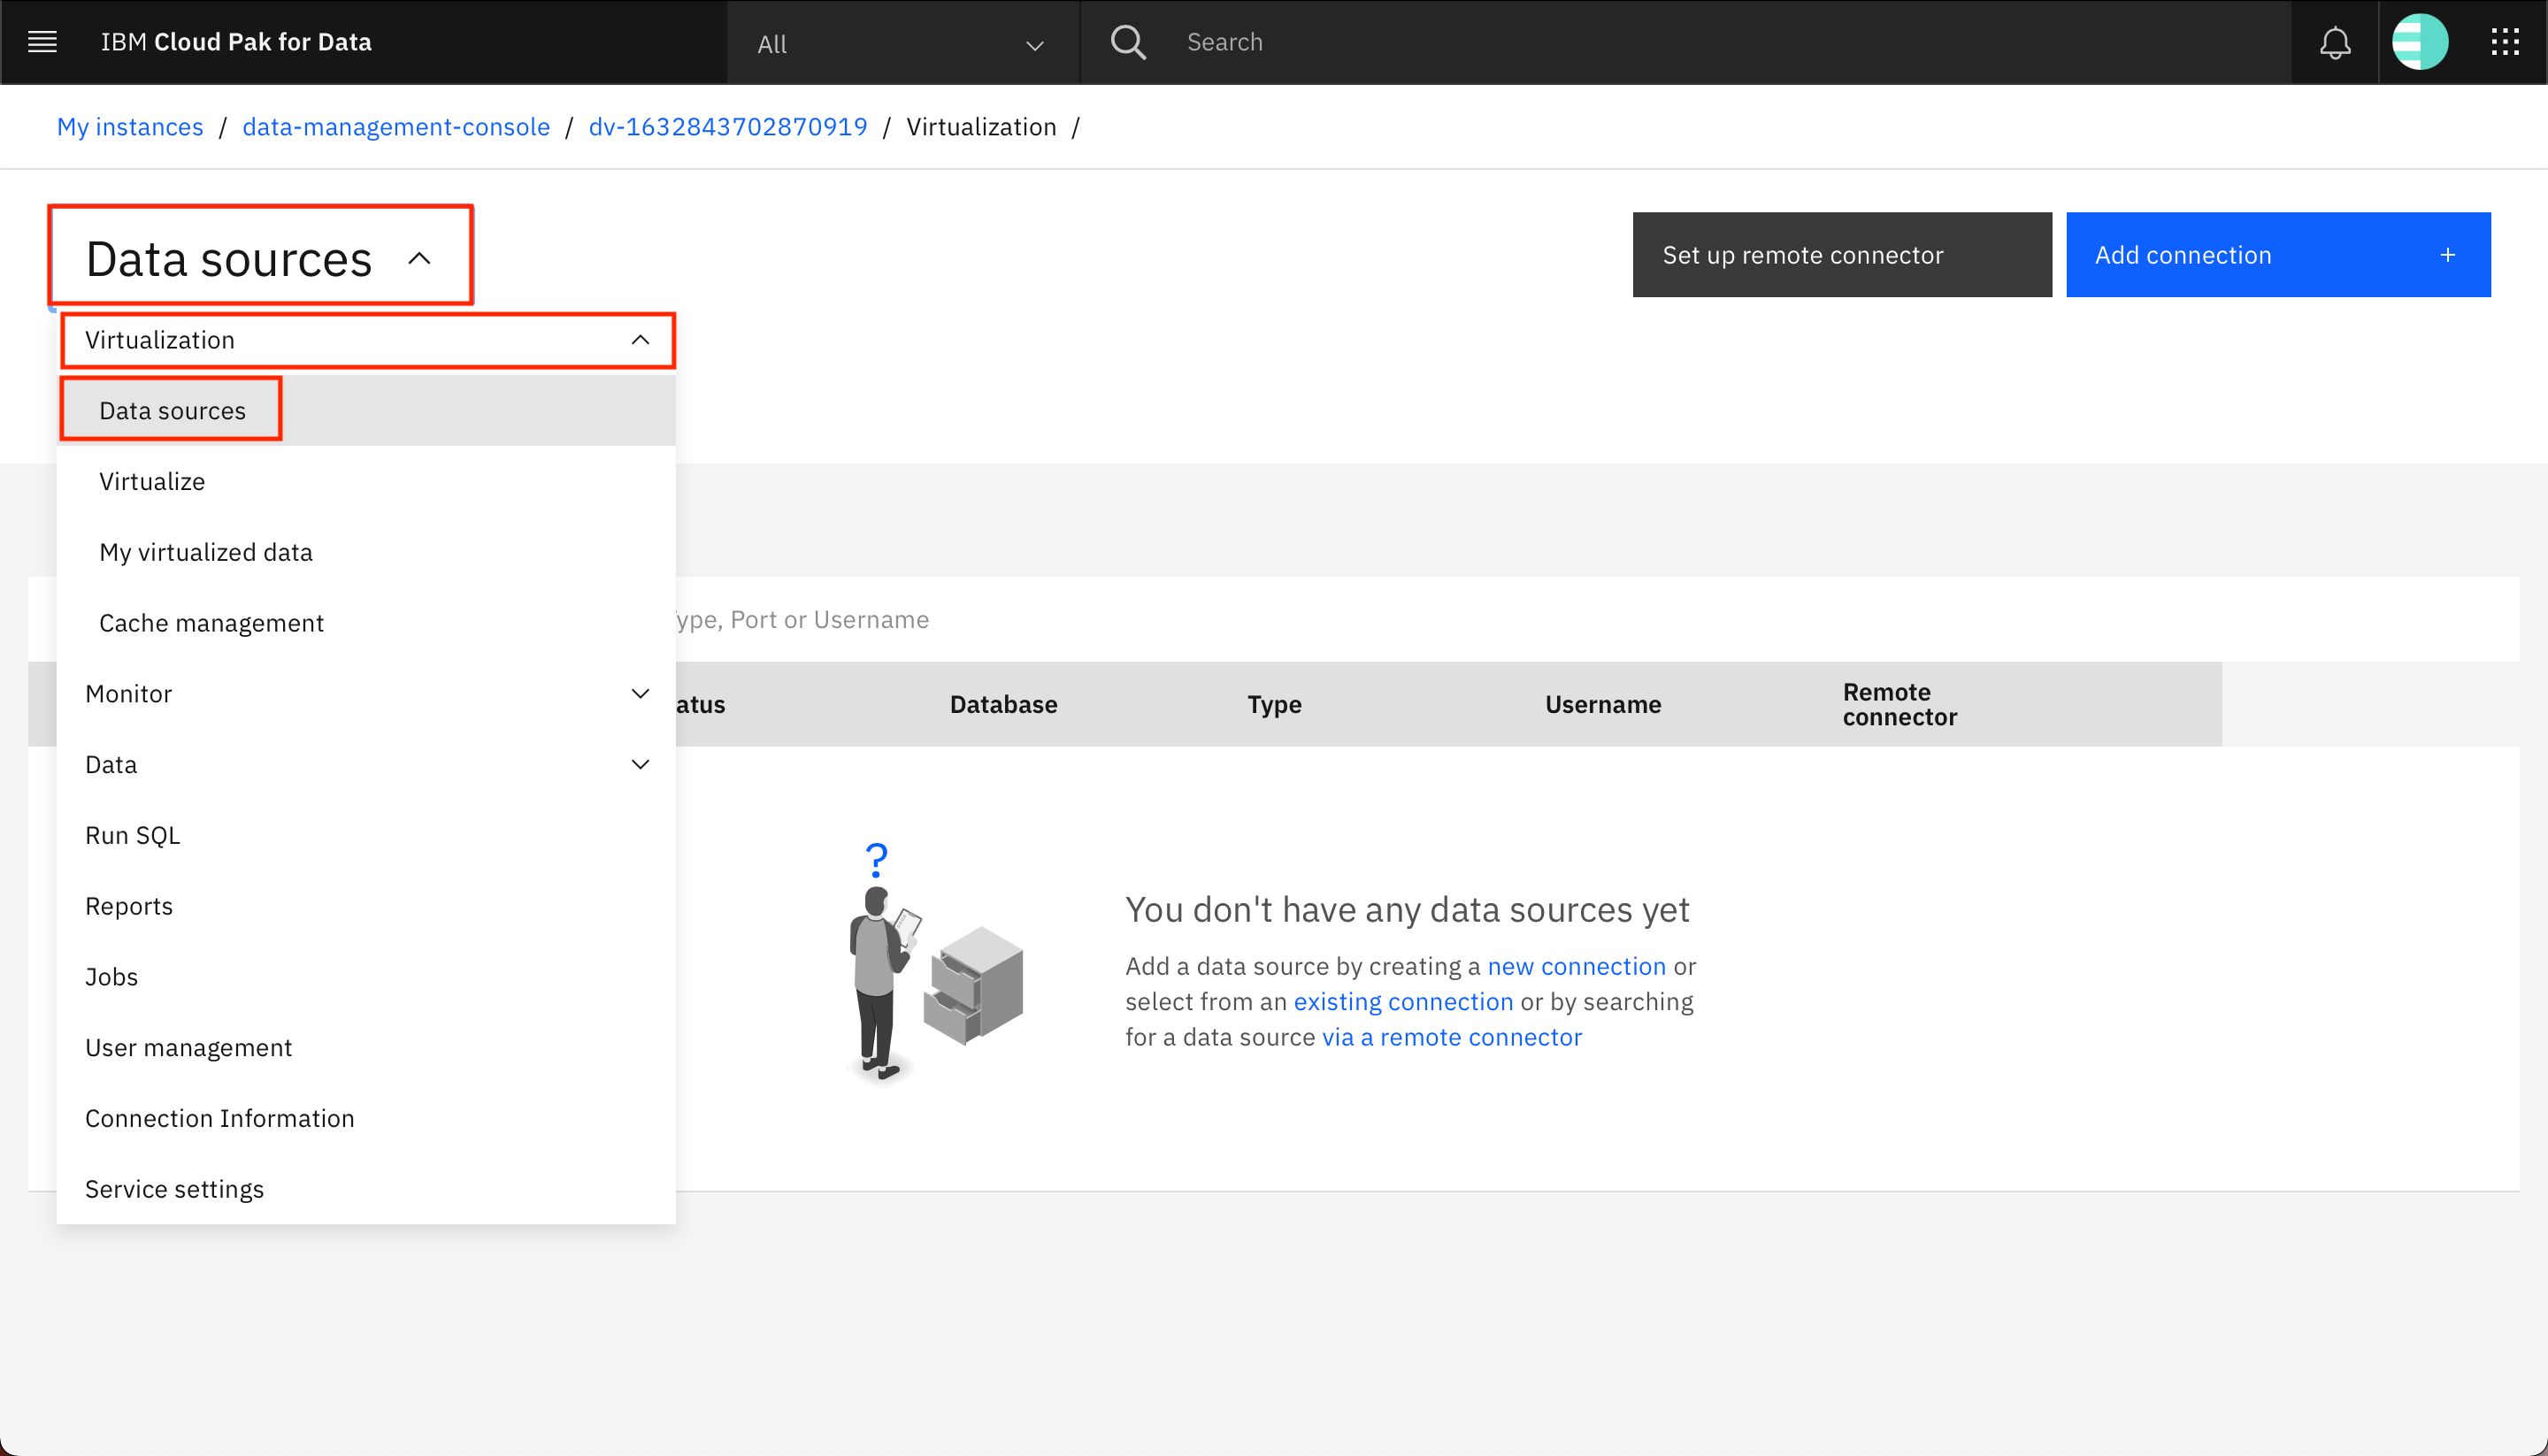 IBM Cloud Pak for Data
All
Search
My instances / data-management-console / dv-1632843702870919 / Virtualization /
Data sources
Set up remote connector
Add connection +
Virtualization
Data sources
Virtualize
My virtualized data
Cache management
Monitor
Data
Run SQL
Reports
Jobs
User management
Connection Information
Service settings
ype, Port or Username
atus
Database
Type
Username
Remote
connector
?
You don't have any data sources yet
Add a data source by creating a new connection or
select from an existing connection or by searching
for a data source via a remote connector